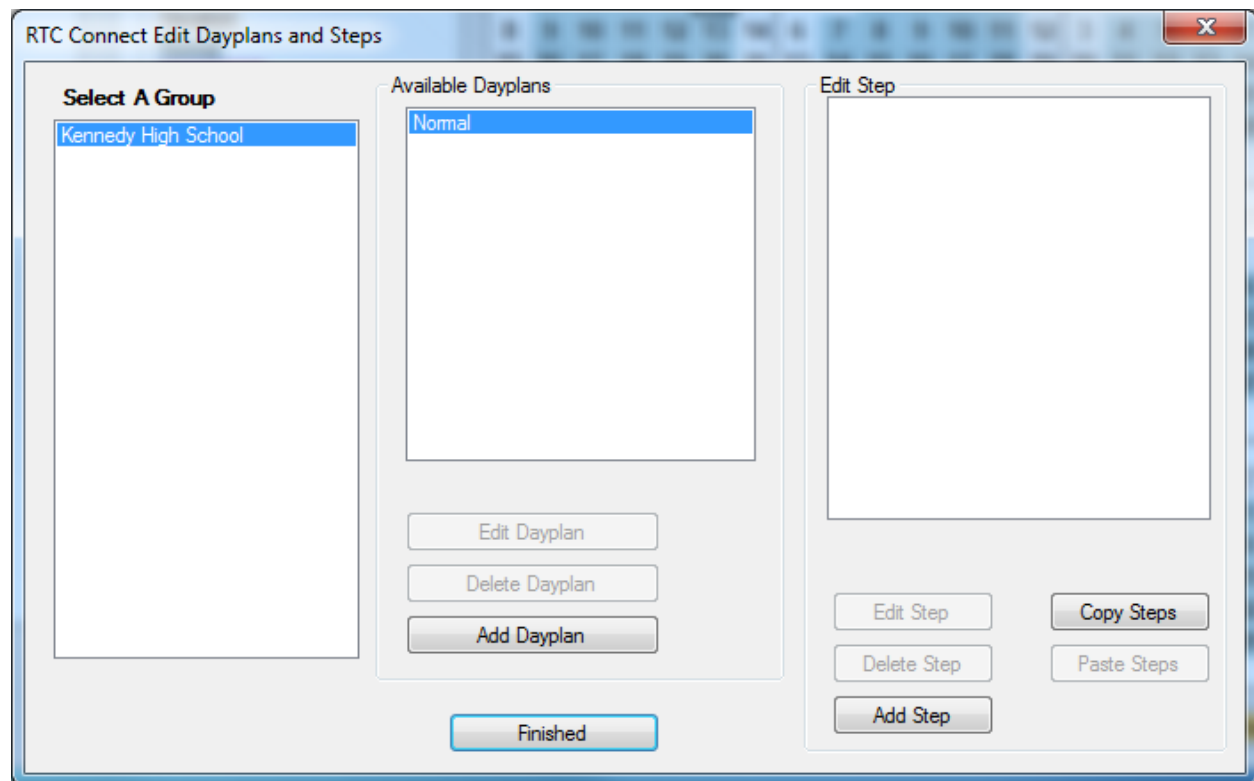 RTC Connect Edit Dayplans and Steps
X
Select A Group
Kennedy High School
Available Dayplans
Normal
Edit Dayplan
Delete Dayplan
Add Dayplan
Edit Step
Edit Step
Copy Steps
Delete Step
Paste Steps
Add Step
Finished